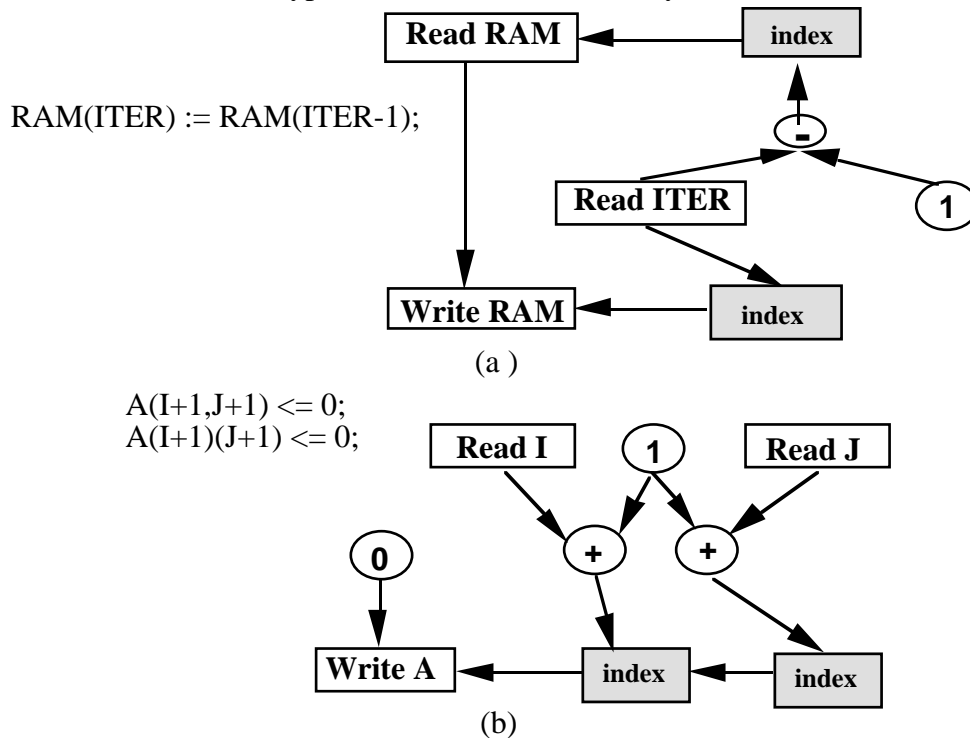 Read RAM
index
RAM(ITER) := RAM(ITER-1);
-
Read ITER
1
Write RAM
index
(a )
A(I+1,J+1) <= 0;
A(I+1)(J+1) <= 0;
Read I
1
Read J
0
+
+
Write A
index
index
(b)